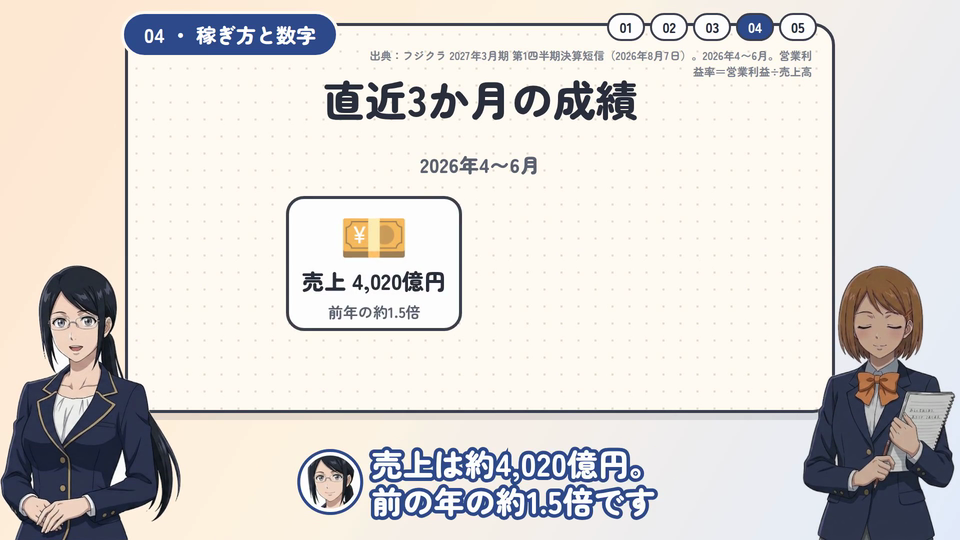 04 ・ 稼ぎ方と数字
01 02 03 04 05
出典：フジクラ 2027年3月期 第1四半期決算短信（2026年8月7日）。2026年4〜6月。営業利
益率＝営業利益÷売上高
直近3か月の成績
2026年4〜6月
¥
売上 4,020億円
前年の約1.5倍
売上は約4,020億円。
前の年の約1.5倍です